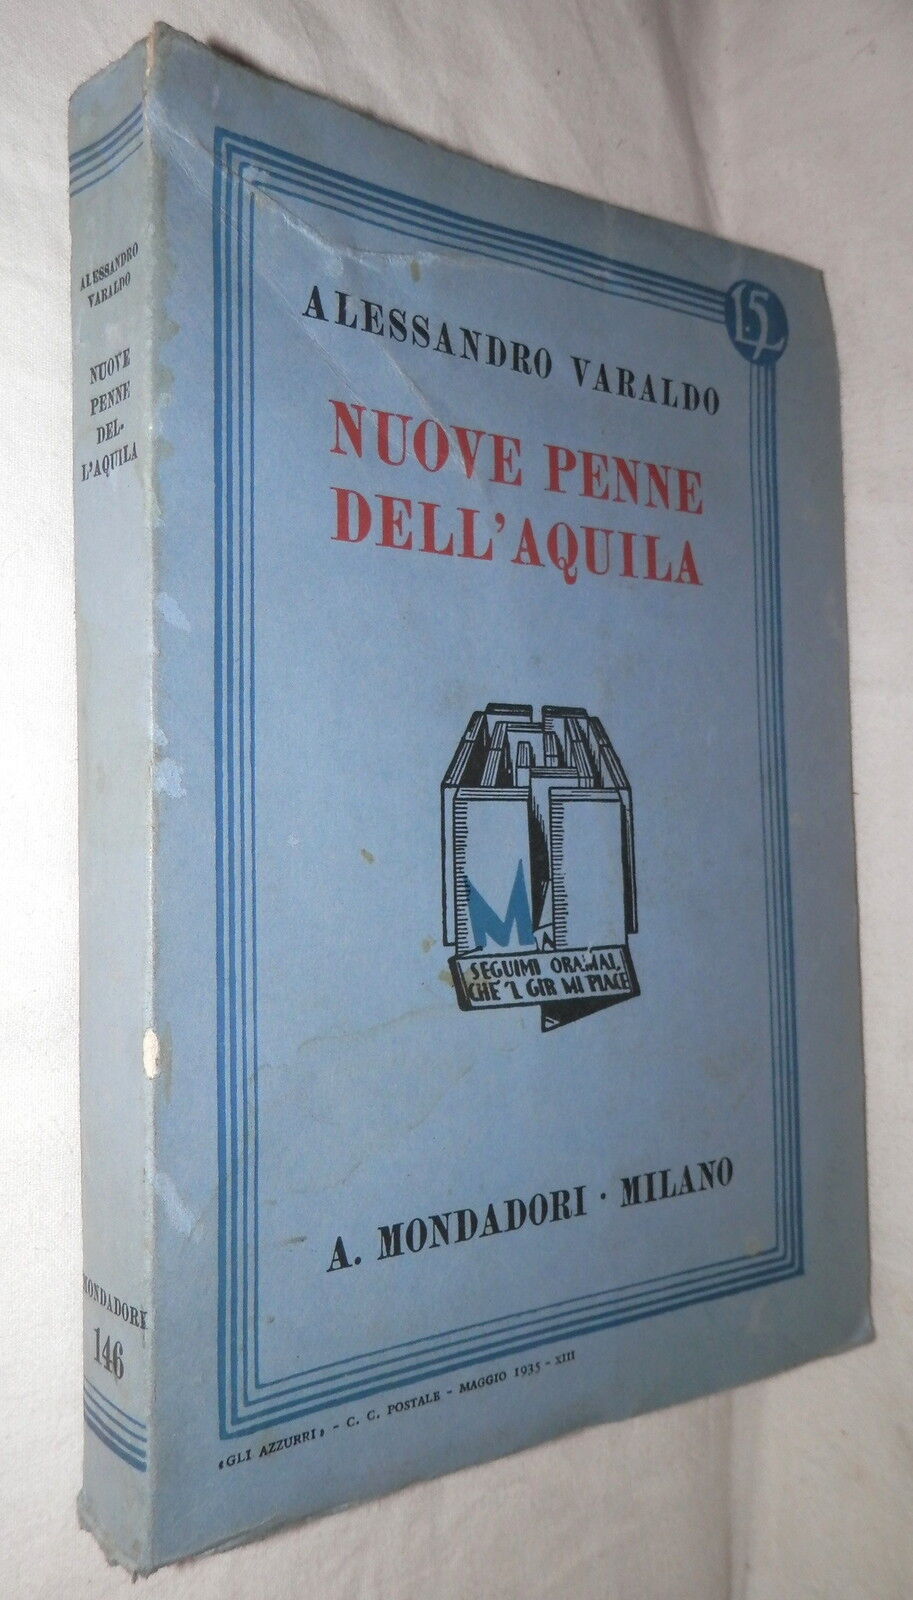 ALESSANDRO
VARALDO
NUOVE
PENNE
DEL-
L'AQUILA
MONDADORI
146
L5
ALESSANDRO VARALDO
NUOVE PENNE
DELL'AQUILA
M
SEGUIMI ORAMAI,
CHE 'L GIR MI PIACE
A. MONDADORI · MILANO
«GLI AZZURRI» - C. C. POSTALE - MAGGIO 1935 - XIII